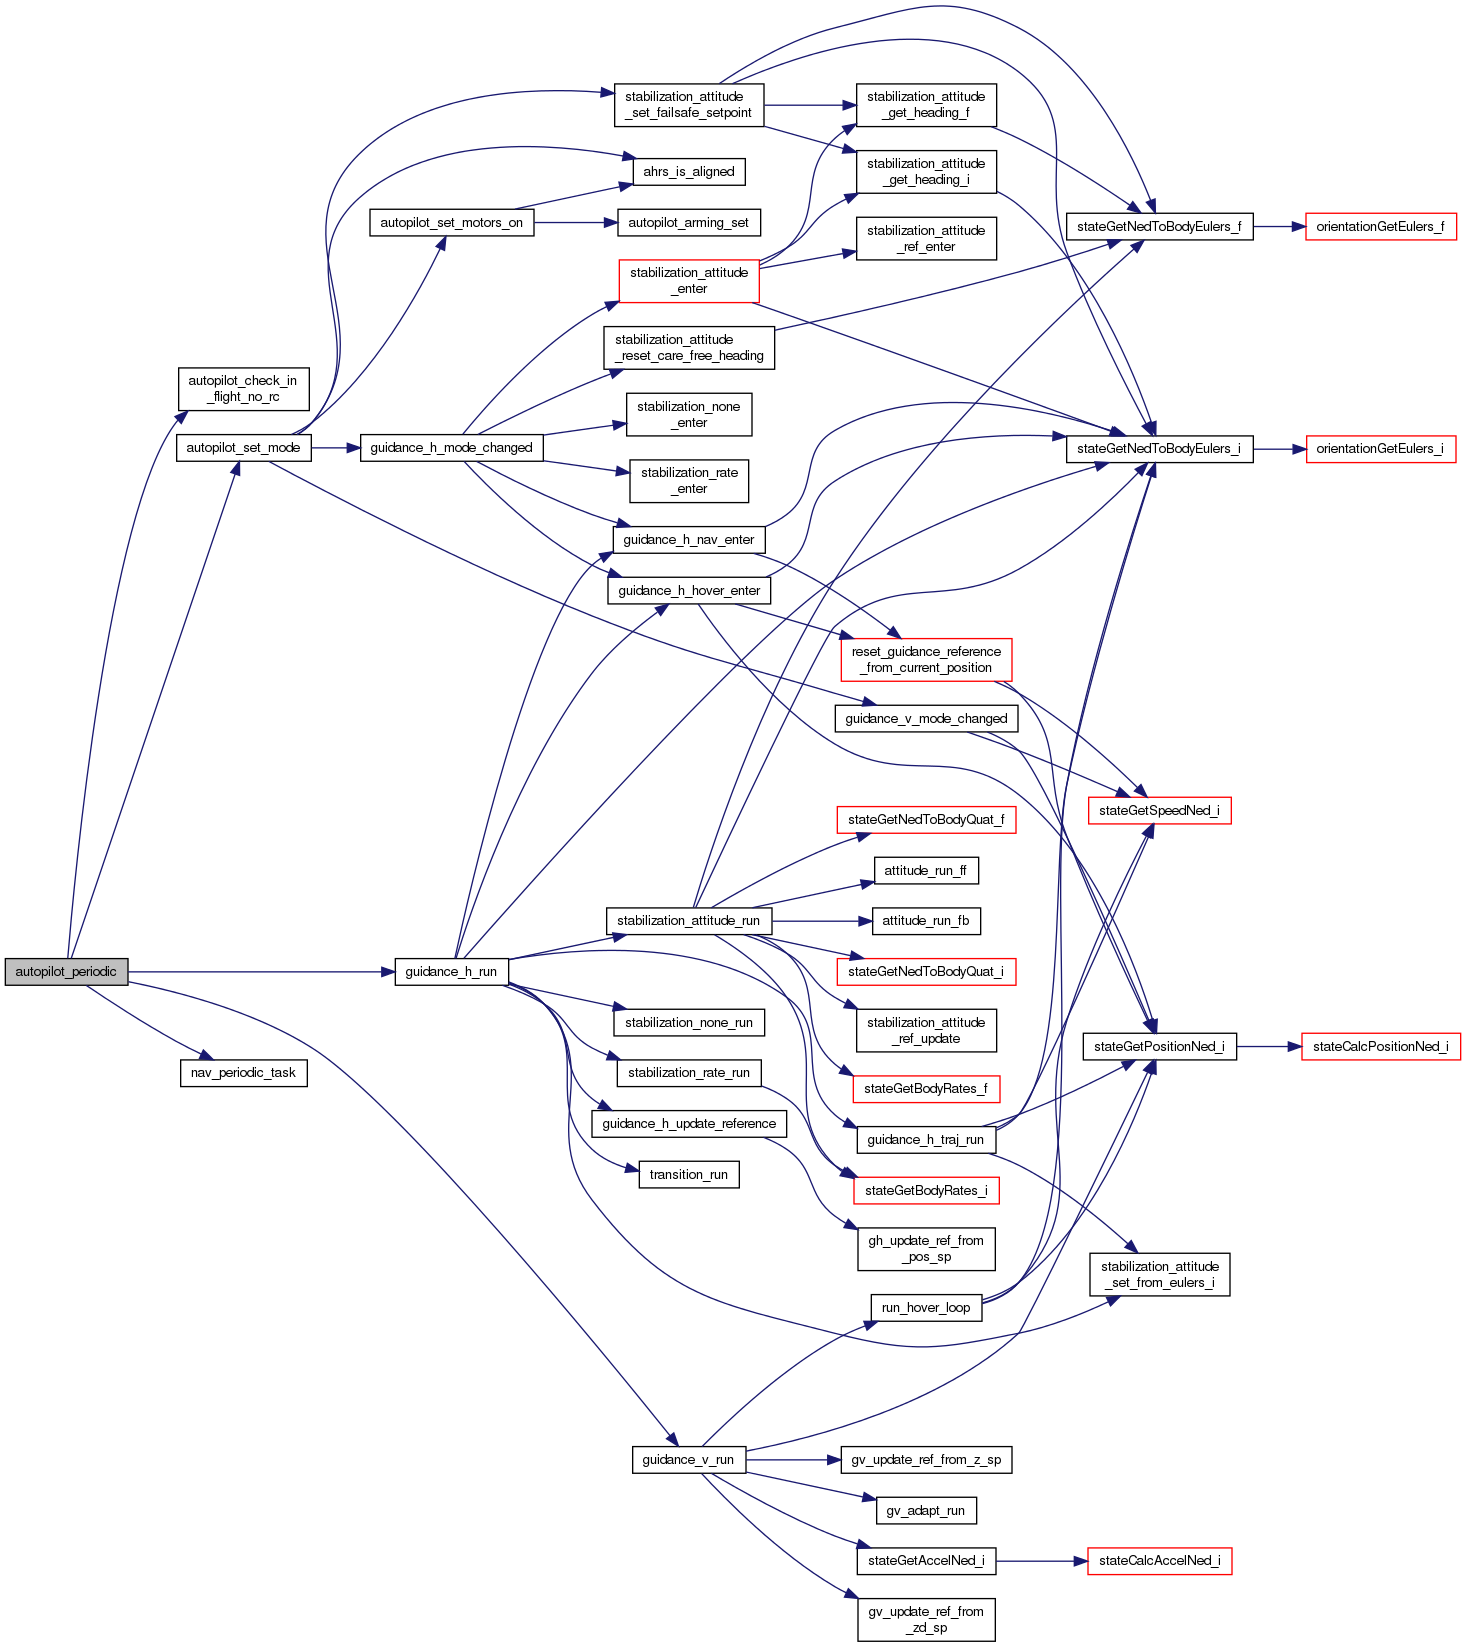 stabilization_attitude
_set_failsafe_setpoint
stabilization_attitude
_get_heading_f
ahrs_is_aligned
stabilization_attitude
_get_heading_i
autopilot_set_motors_on
autopilot_arming_set
stabilization_attitude
_ref_enter
stateGetNedToBodyEulers_f
orientationGetEulers_f
stabilization_attitude
_enter
stabilization_attitude
_reset_care_free_heading
autopilot_check_in
_flight_no_rc
stabilization_none
_enter
autopilot_set_mode
guidance_h_mode_changed
stateGetNedToBodyEulers_i
orientationGetEulers_i
stabilization_rate
_enter
guidance_h_nav_enter
guidance_h_hover_enter
reset_guidance_reference
_from_current_position
guidance_v_mode_changed
stateGetSpeedNed_i
stateGetNedToBodyQuat_f
attitude_run_ff
stabilization_attitude_run
attitude_run_fb
autopilot_periodic
guidance_h_run
stateGetNedToBodyQuat_i
stabilization_none_run
stabilization_attitude
_ref_update
stateGetPositionNed_i
stateCalcPositionNed_i
nav_periodic_task
stabilization_rate_run
stateGetBodyRates_f
guidance_h_update_reference
guidance_h_traj_run
transition_run
stateGetBodyRates_i
gh_update_ref_from
_pos_sp
stabilization_attitude
_set_from_eulers_i
run_hover_loop
guidance_v_run
gv_update_ref_from_z_sp
gv_adapt_run
stateGetAccelNed_i
stateCalcAccelNed_i
gv_update_ref_from
_zd_sp